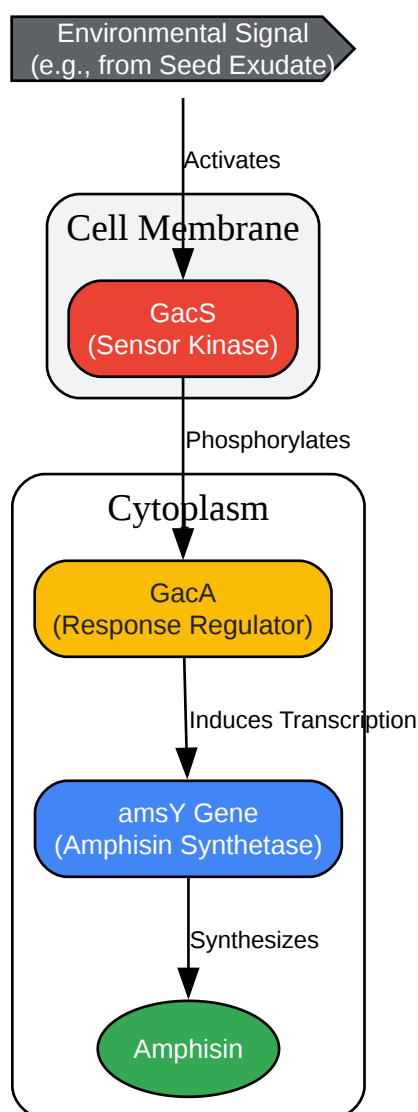 Environmental Signal
(e.g., from Seed Exudate)
Activates
Cell Membrane
GacS
(Sensor Kinase)
Phosphorylates
Cytoplasm
GacA
(Response Regulator)
Induces Transcription
amsY Gene
(Amphisin Synthetase)
Synthesizes
Amphisin